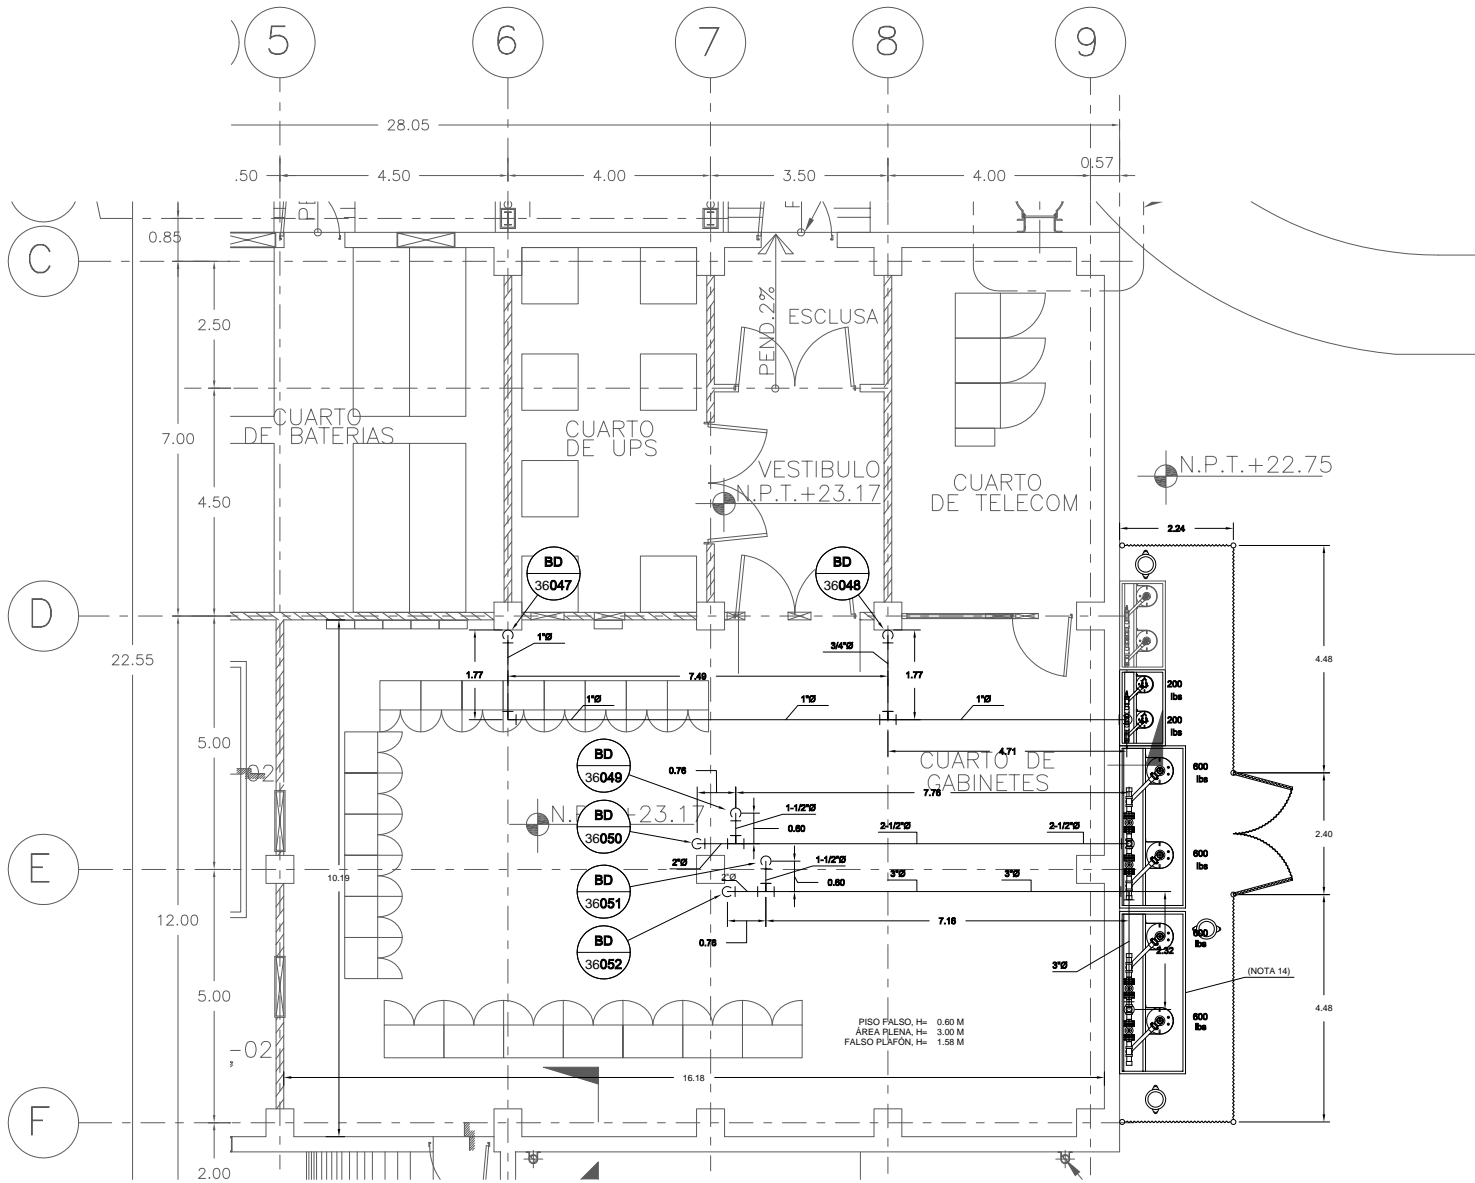 5
6
7
8
9
28.05
.50
4.50
4.00
3.50
4.00
0.57
0.85
C
2.50
PEND.2%
ESCLUSA
7.00
CUARTO
DE BATERIAS
CUARTO
DE UPS
VESTIBULO
N.P.T.+23.17
CUARTO
DE TELECOM
N.P.T.+22.75
4.50
2.24
BD
36047
BD
36048
D
22.55
1"Ø
3/4"Ø
1.77
7.49
1.77
4.48
1"Ø
1"Ø
1"Ø
200
lbs
200
lbs
5.00
02
BD
36049
0.76
4.71
CUARTO DE
GABINETES
7.76
600
lbs
BD
36050
N.P.T.+23.17
1-1/2"Ø
0.60
2-1/2"Ø
2-1/2"Ø
2.40
E
10.19
BD
36051
2"Ø
2"Ø
1-1/2"Ø
0.60
3"Ø
3"Ø
600
lbs
12.00
BD
36052
0.76
7.16
3"Ø
600
lbs
2.32
(NOTA 14)
5.00
PISO FALSO, H= 0.60 M
ÁREA PLENA, H= 3.00 M
FALSO PLAFÓN, H= 1.58 M
600
lbs
4.48
-02
16.18
F
2.00